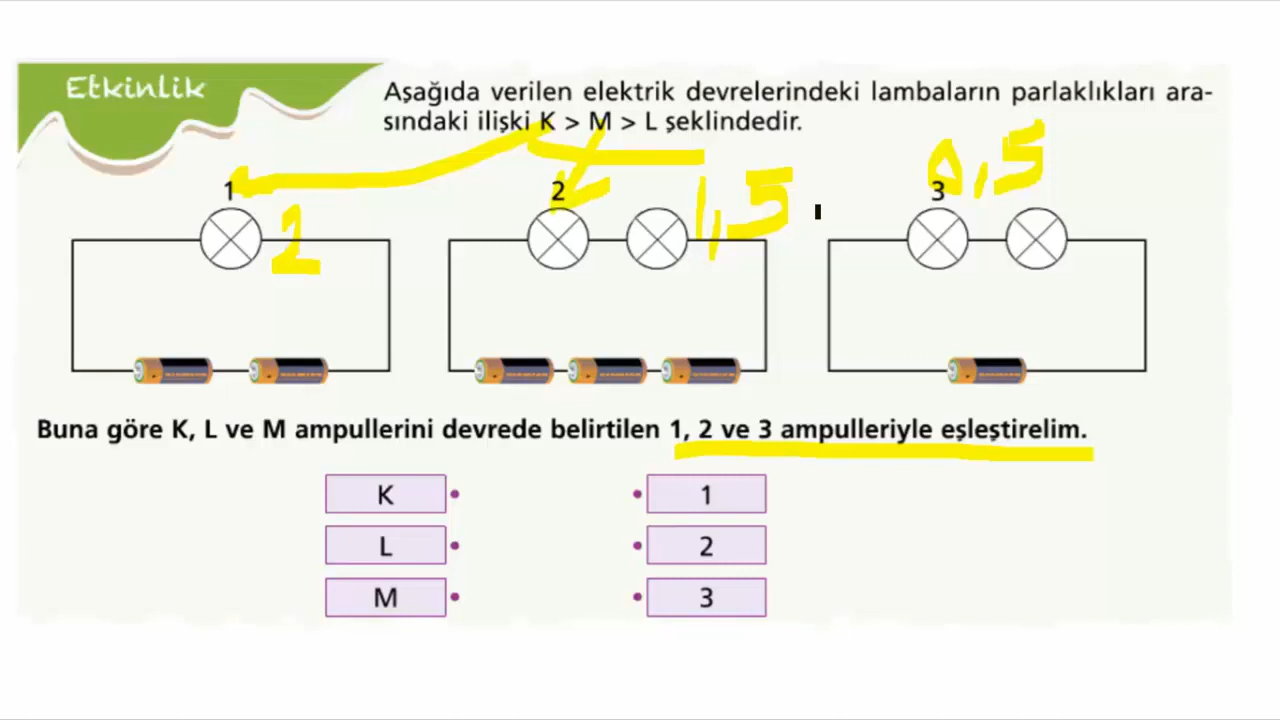 Etkinlik
Aşağıda verilen elektrik devrelerindeki lambaların parlaklıkları ara-
sındaki ilişki K > M > L şeklindedir.
1
2
3
2
1,5
0,5
Buna göre K, L ve M ampullerini devrede belirtilen 1, 2 ve 3 ampulleriyle eşleştirelim.
K
1
L
2
M
3